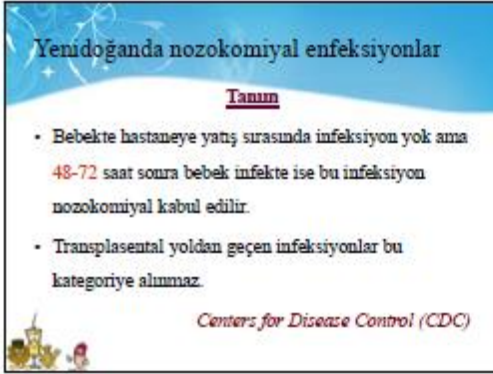 Yenidoğanda nozokomiyal enfeksiyonlar
Tanım
• Bebekte hastaneye yatış sırasında infeksiyon yok ama
48-72 saat sonra bebek infekte ise bu infeksiyon
nozokomiyal kabul edilir.
• Transplasental yoldan geçen infeksiyonlar bu
kategoriye alınmaz.
Centers for Disease Control (CDC)